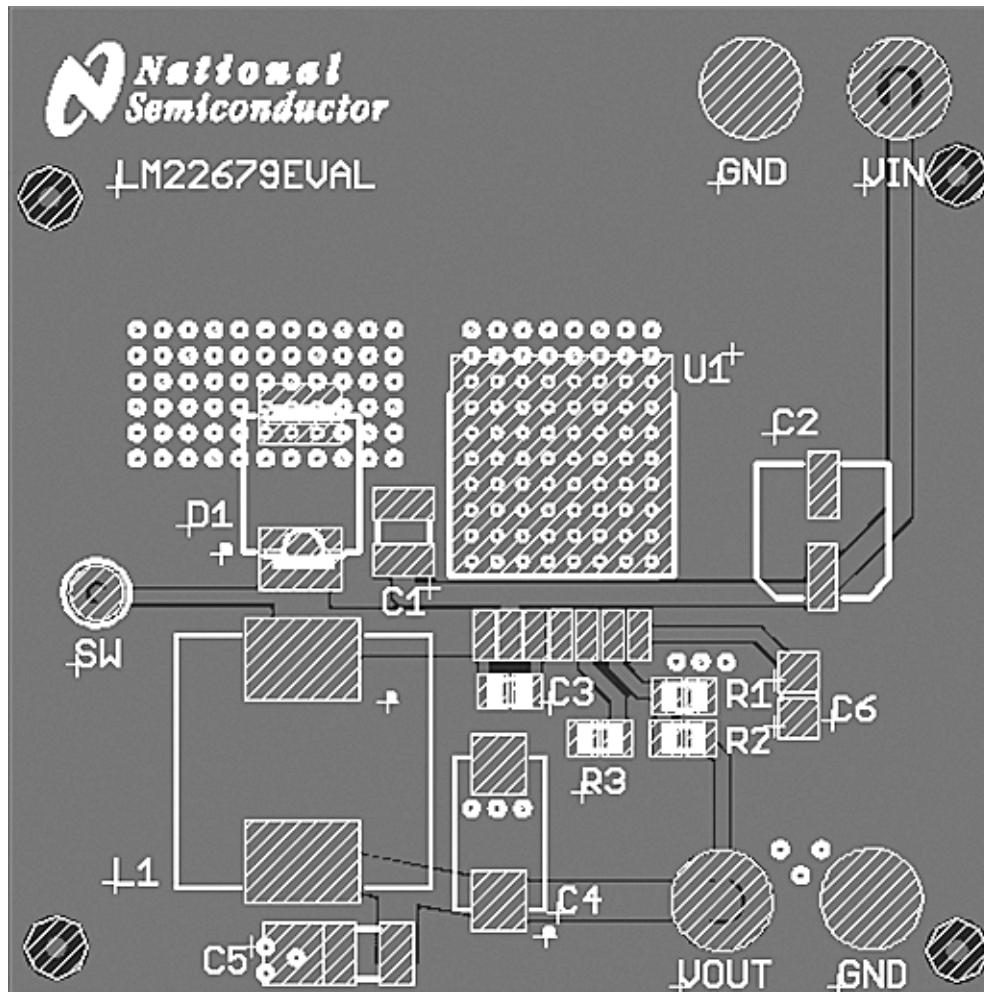 National
Semiconductor
LM22679EVAL
GND
VIN
U1
C2
D1
C1
SW
C3
R1
C6
R2
R3
L1
C4
C5
VOUT
GND